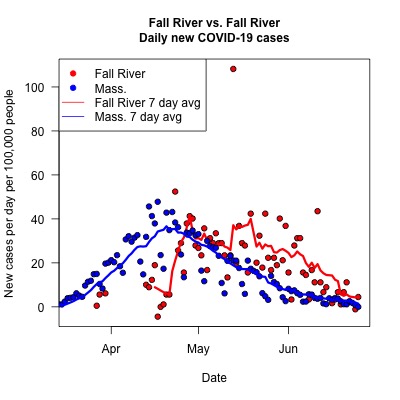 Fall River vs. Fall River
Daily new COVID-19 cases
New cases per day per 100,000 people
100
80
60
40
20
0
Fall River
Mass.
Fall River 7 day avg
Mass. 7 day avg
Apr May Jun
Date